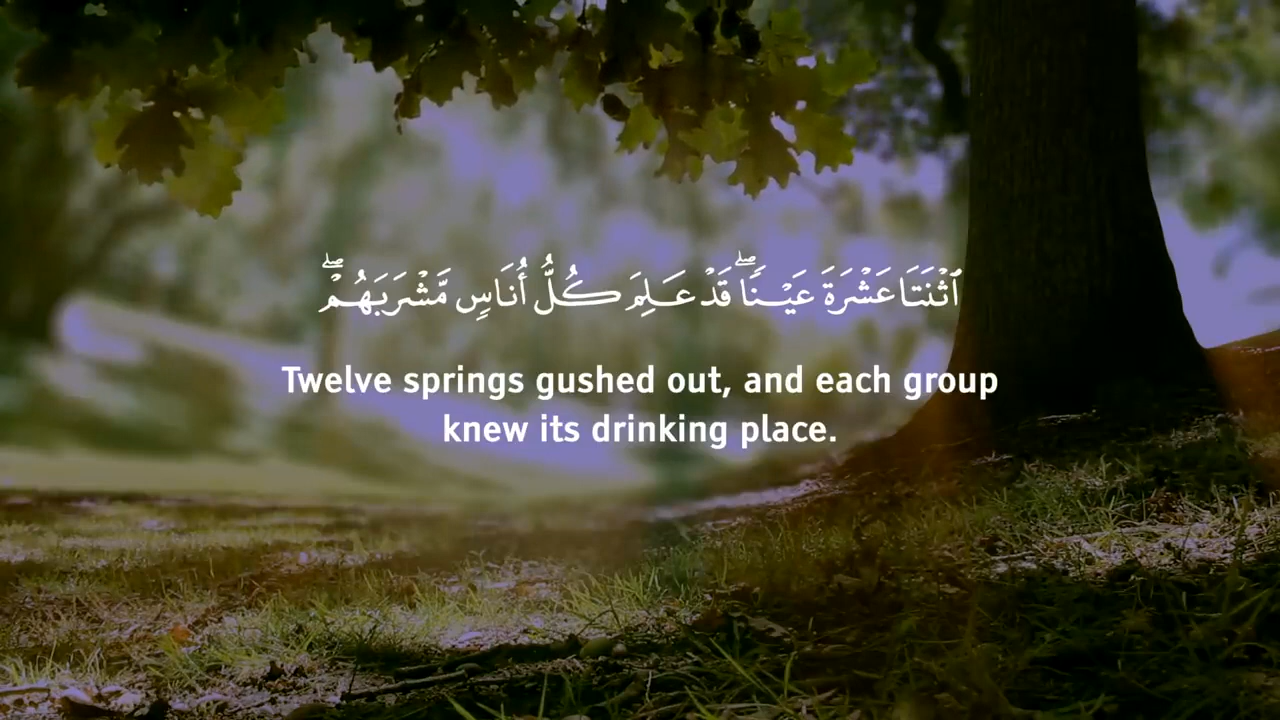 ٱثْنَتَا عَشْرَةَ عَيْنًۭا ۖ قَدْ عَلِمَ كُلُّ أُنَاسٍۢ مَّشْرَبَهُمْ ۖ
Twelve springs gushed out, and each group
knew its drinking place.